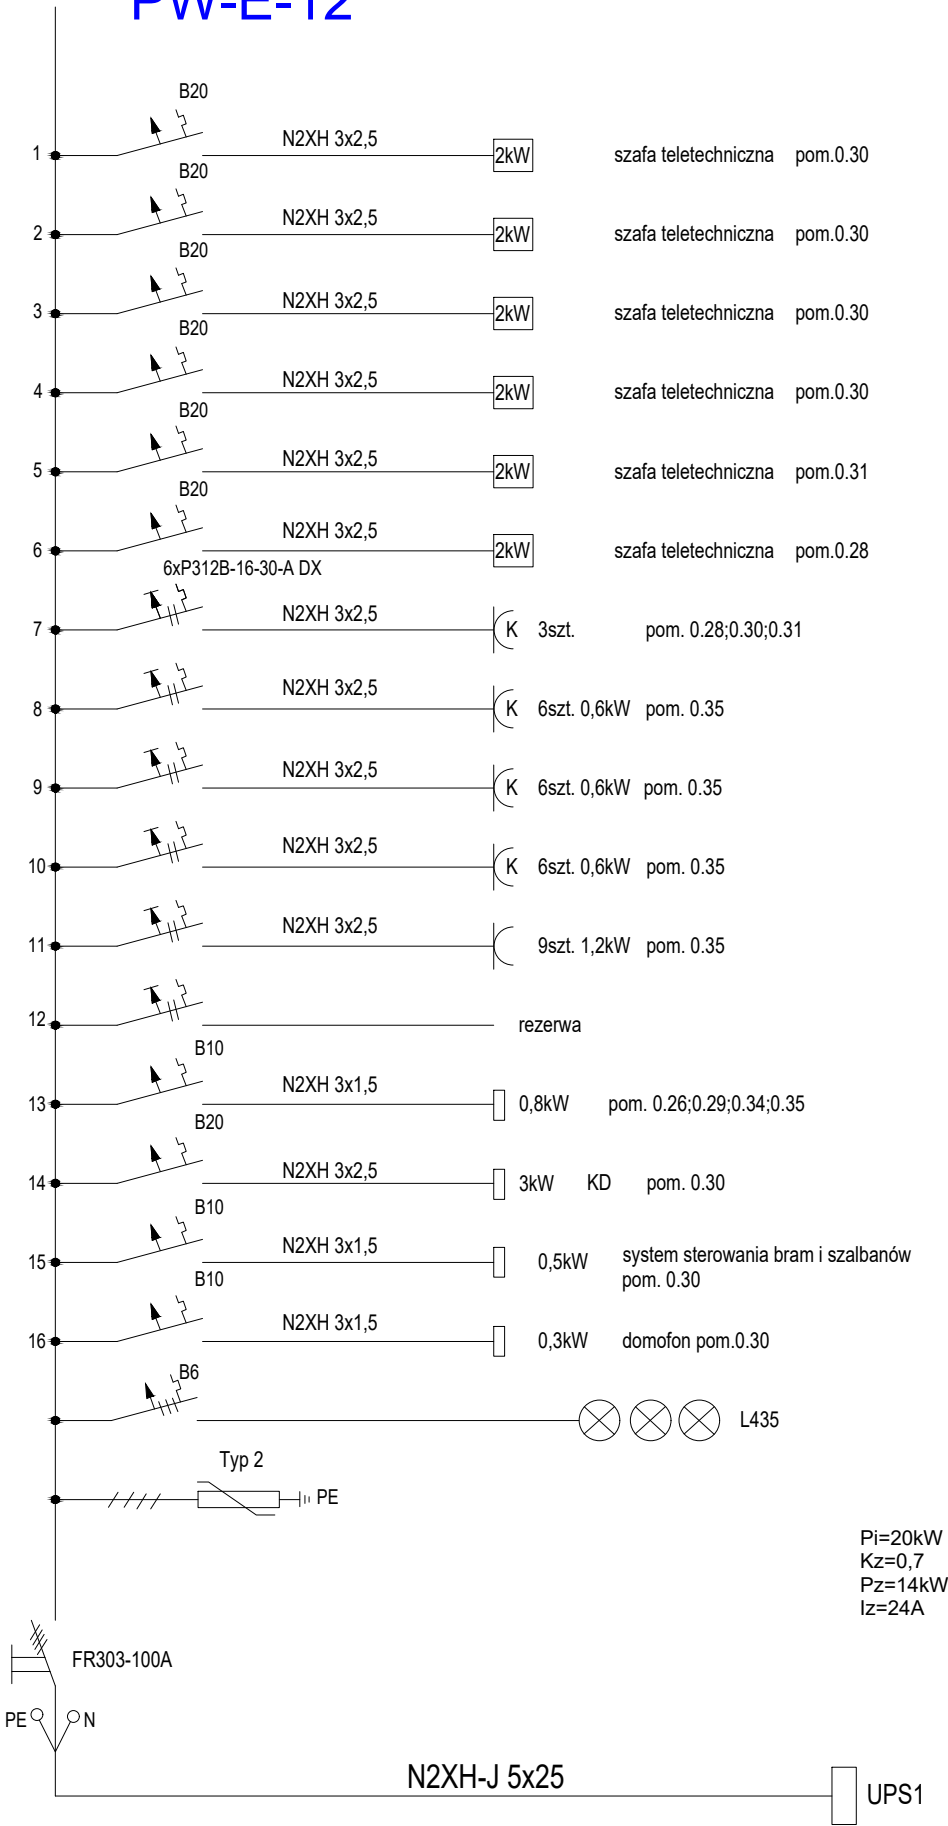 PW-E-12
B20
1 N2XH 3x2,5 2kW szafa teletechniczna pom.0.30
B20
2 N2XH 3x2,5 2kW szafa teletechniczna pom.0.30
B20
3 N2XH 3x2,5 2kW szafa teletechniczna pom.0.30
B20
4 N2XH 3x2,5 2kW szafa teletechniczna pom.0.30
B20
5 N2XH 3x2,5 2kW szafa teletechniczna pom.0.31
B20
6 N2XH 3x2,5 2kW szafa teletechniczna pom.0.28
6xP312B-16-30-A DX
7 N2XH 3x2,5 K 3szt. pom. 0.28;0.30;0.31
8 N2XH 3x2,5 K 6szt. 0,6kW pom. 0.35
9 N2XH 3x2,5 K 6szt. 0,6kW pom. 0.35
10 N2XH 3x2,5 K 6szt. 0,6kW pom. 0.35
11 N2XH 3x2,5 9szt. 1,2kW pom. 0.35
12 rezerwa
B10
13 N2XH 3x1,5 0,8kW pom. 0.26;0.29;0.34;0.35
B20
14 N2XH 3x2,5 3kW KD pom. 0.30
B10
15 N2XH 3x1,5 0,5kW system sterowania bram i szalbanów
pom. 0.30
B10
16 N2XH 3x1,5 0,3kW domofon pom.0.30
B6
L435
Typ 2
PE
Pi=20kW
Kz=0,7
Pz=14kW
Iz=24A
FR303-100A
PE N
N2XH-J 5x25
UPS1